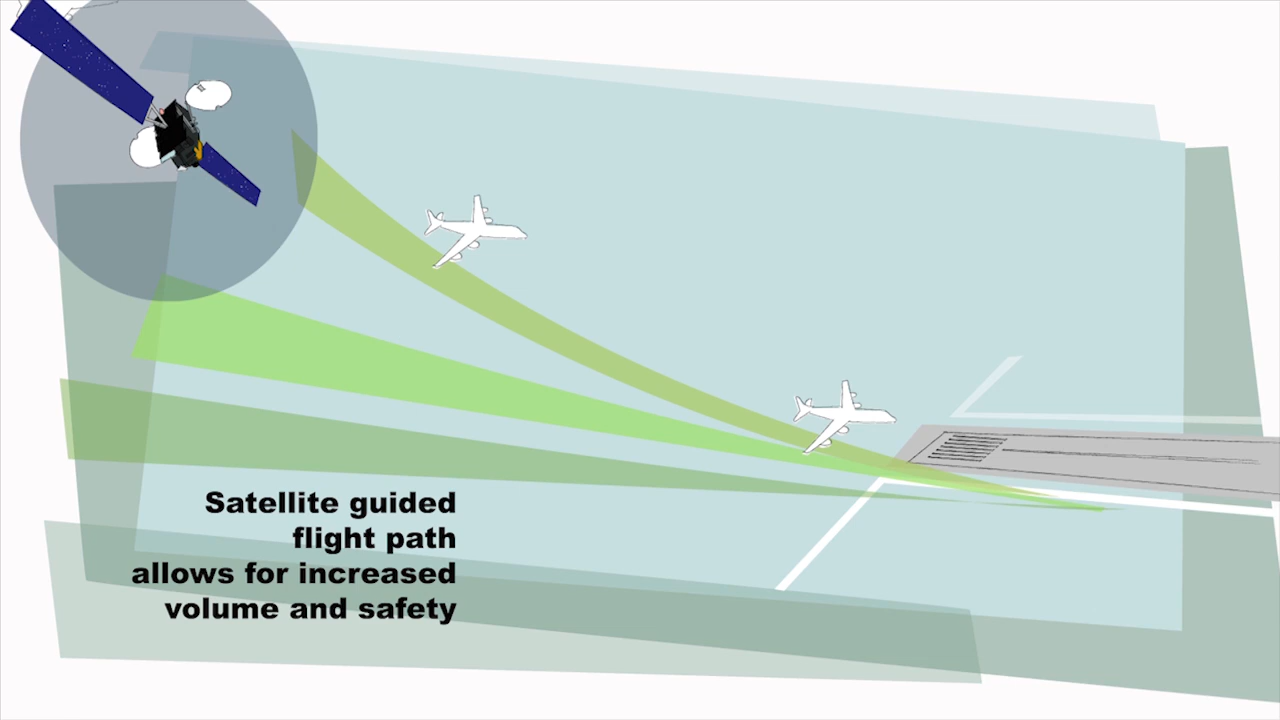 Satellite guided
flight path
allows for increased
volume and safety